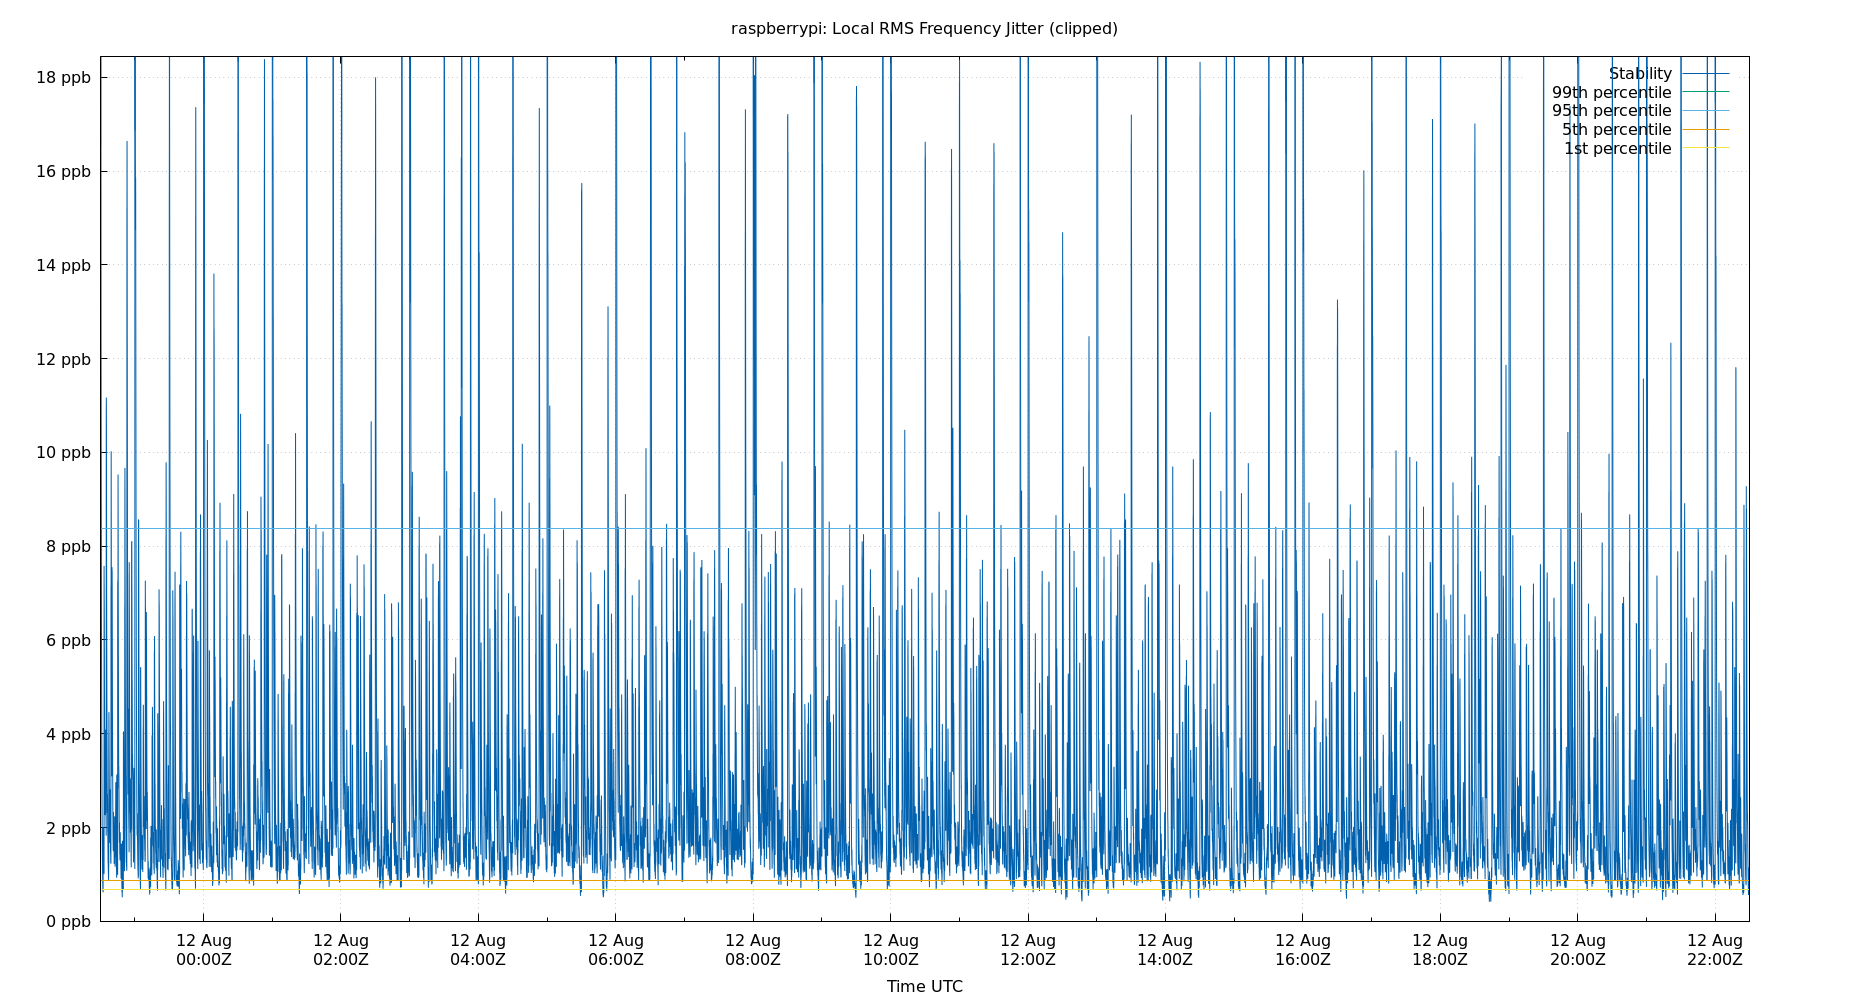 raspberrypi: Local RMS Frequency Jitter (clipped)
18 ppb
16 ppb
14 ppb
12 ppb
10 ppb
8 ppb
6 ppb
4 ppb
2 ppb
0 ppb
Stability
99th percentile
95th percentile
5th percentile
1st percentile
12 Aug 12 Aug 12 Aug 12 Aug 12 Aug 12 Aug 12 Aug 12 Aug 12 Aug 12 Aug 12 Aug 12 Aug
00:00Z 02:00Z 04:00Z 06:00Z 08:00Z 10:00Z 12:00Z 14:00Z 16:00Z 18:00Z 20:00Z 22:00Z
Time UTC